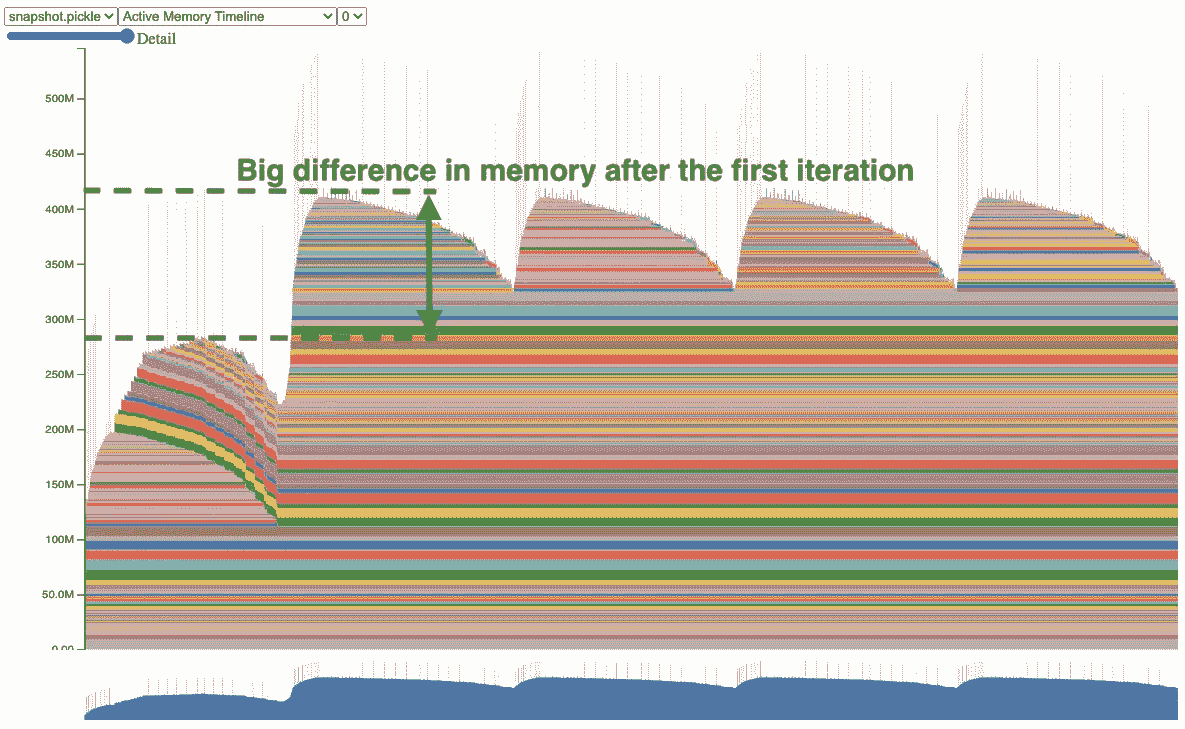 snapshot.pickle Active Memory Timeline 0
Detail
500M
Big difference in memory after the first iteration
450M
400M
350M
300M
250M
200M
150M
100M
50.0M
0.00